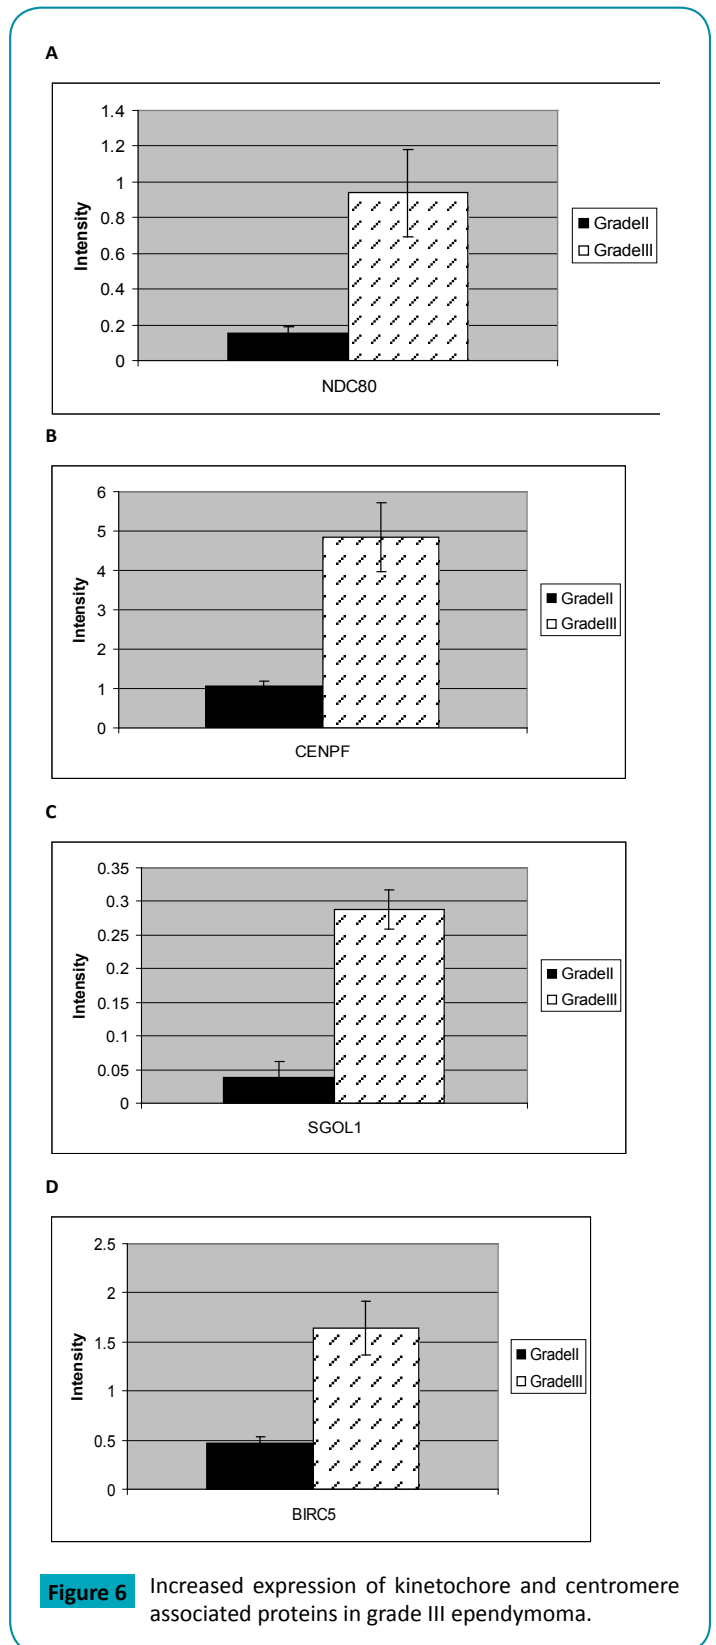 A
1.4
1.2
1
0.8
0.6
0.4
0.2
0
Intensity
NDC80
GradeII
GradeIII
B
6
5
4
3
2
1
0
Intensity
CENPF
GradeII
GradeIII
C
0.35
0.3
0.25
0.2
0.15
0.1
0.05
0
Intensity
SGOL1
GradeII
GradeIII
D
2.5
2
1.5
1
0.5
0
Intensity
BIRC5
GradeII
GradeIII
Figure 6 Increased expression of kinetochore and centromere
associated proteins in grade III ependymoma.